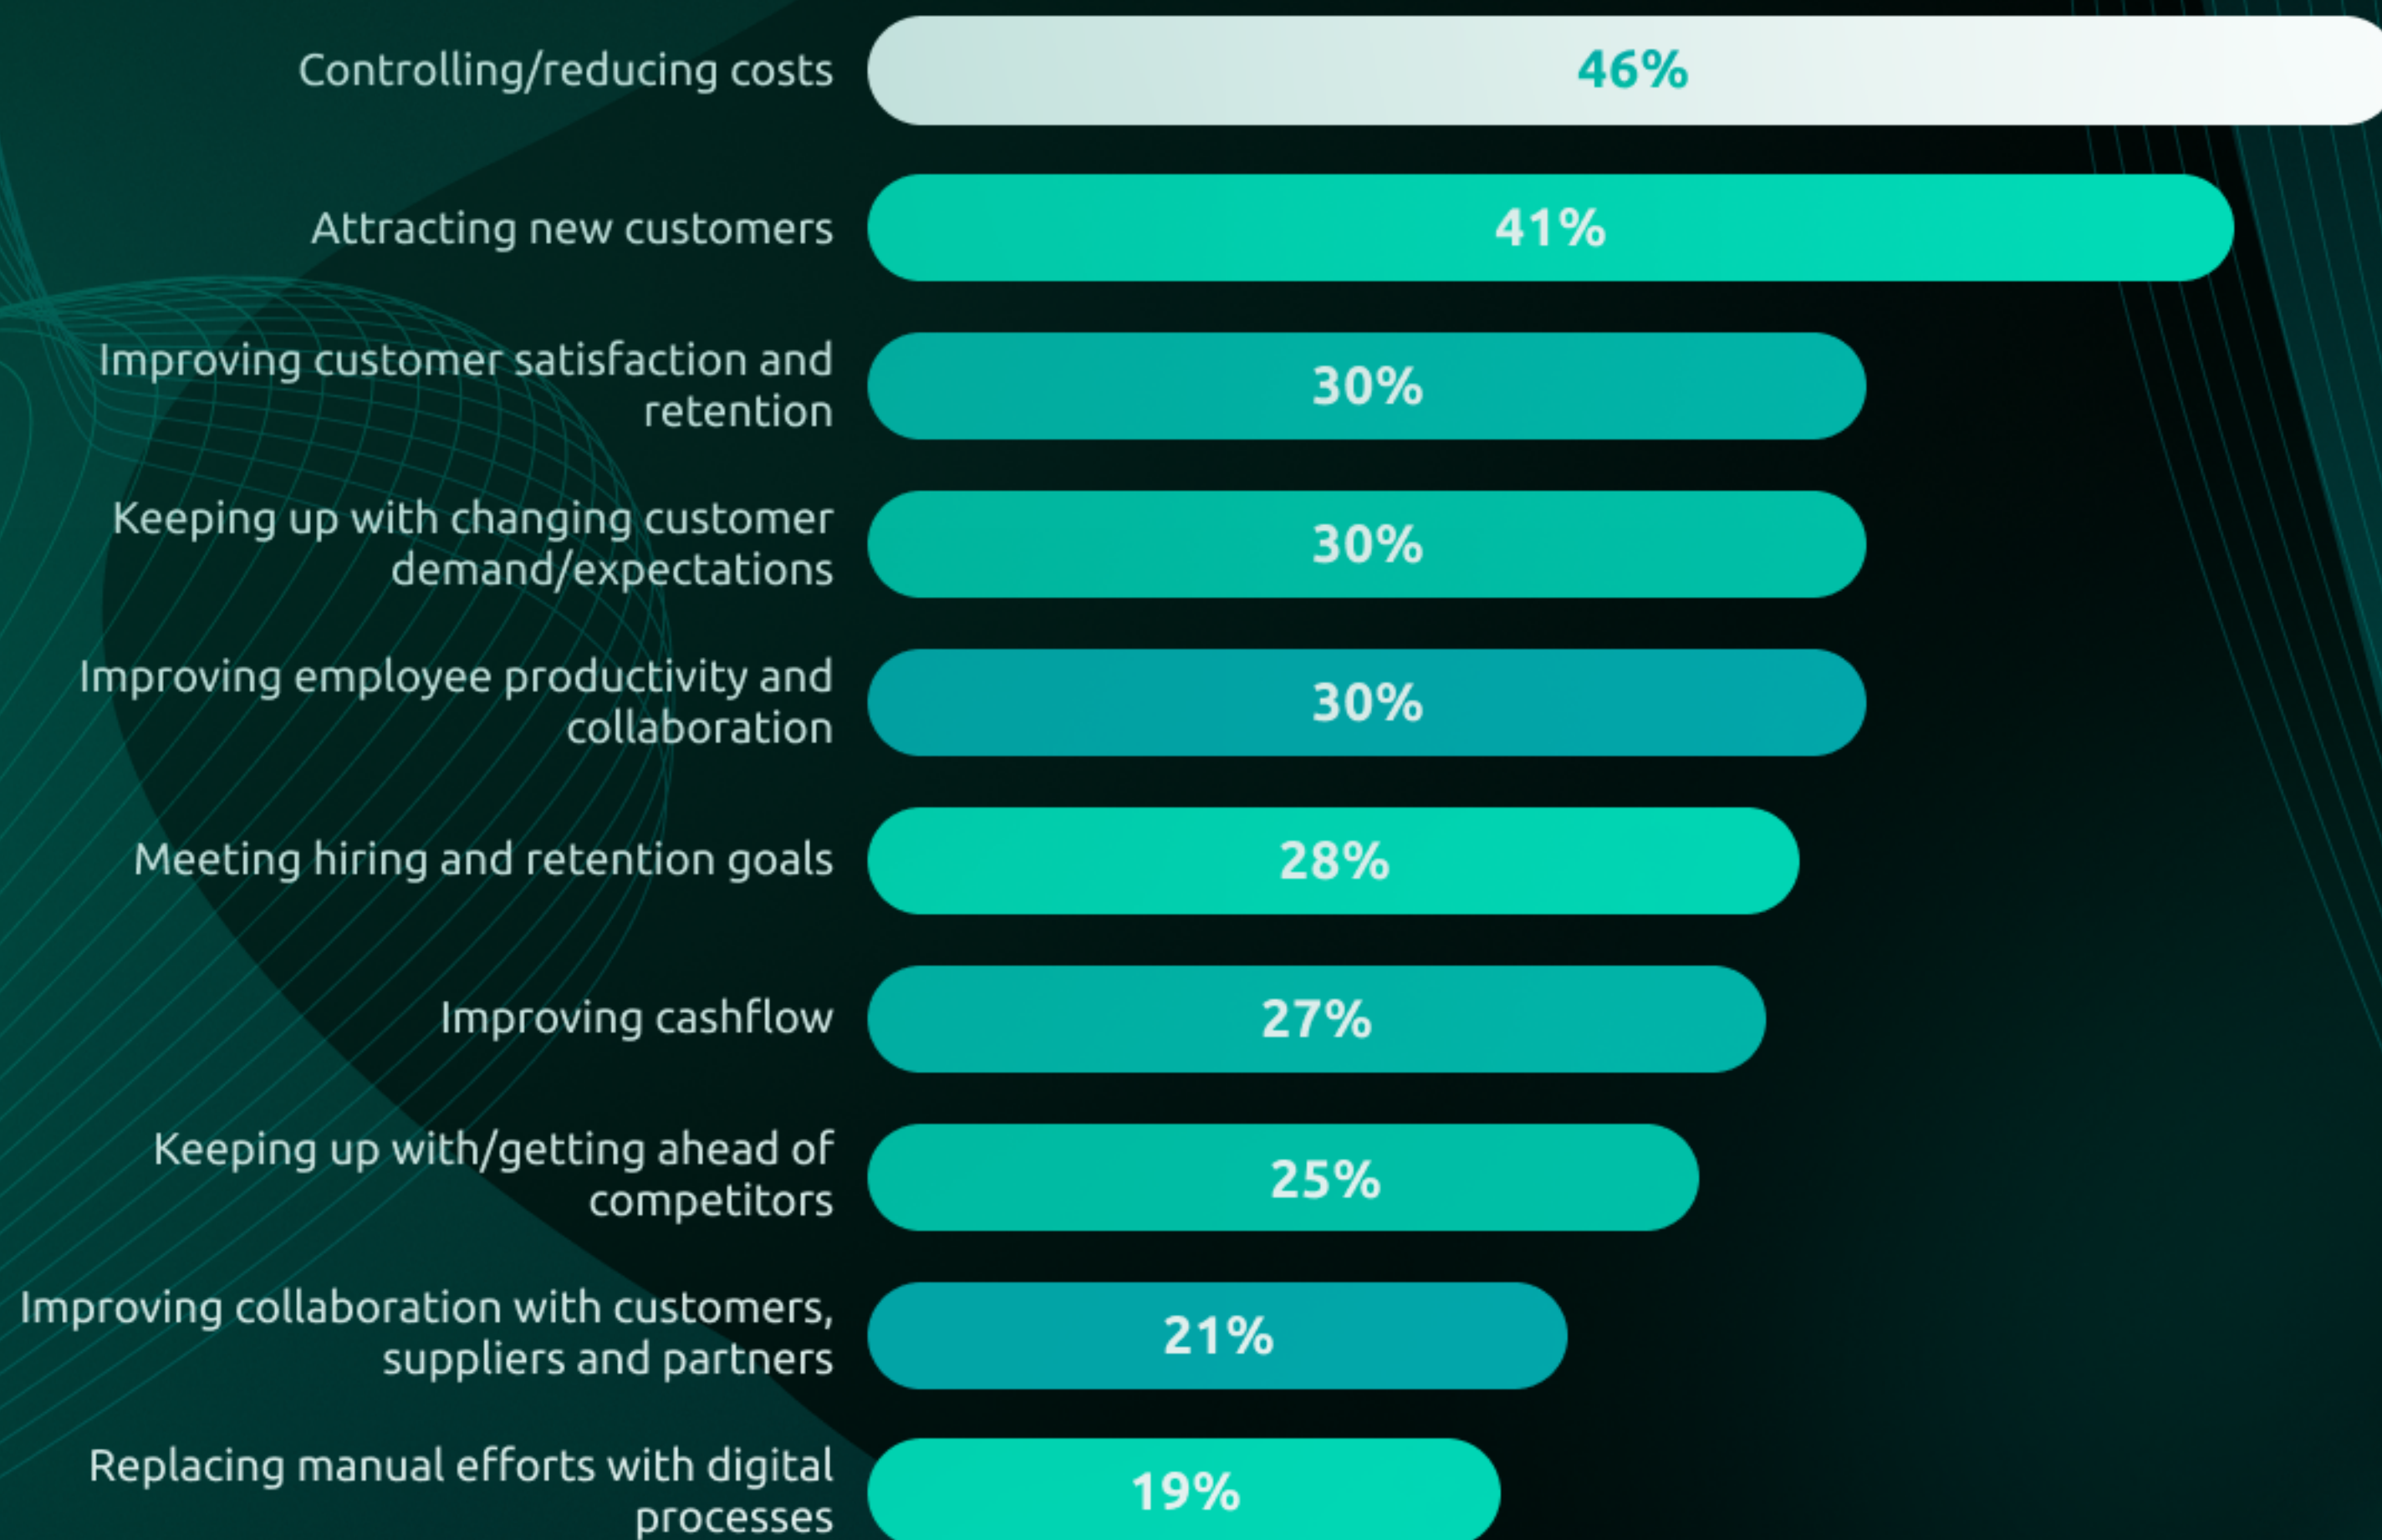 Controlling/reducing costs
46%
Attracting new customers
41%
Improving customer satisfaction and
retention
30%
Keeping up with changing customer
demand/expectations
30%
Improving employee productivity and
collaboration
30%
Meeting hiring and retention goals
28%
Improving cashflow
27%
Keeping up with/getting ahead of
competitors
25%
Improving collaboration with customers,
suppliers and partners
21%
Replacing manual efforts with digital
processes
19%